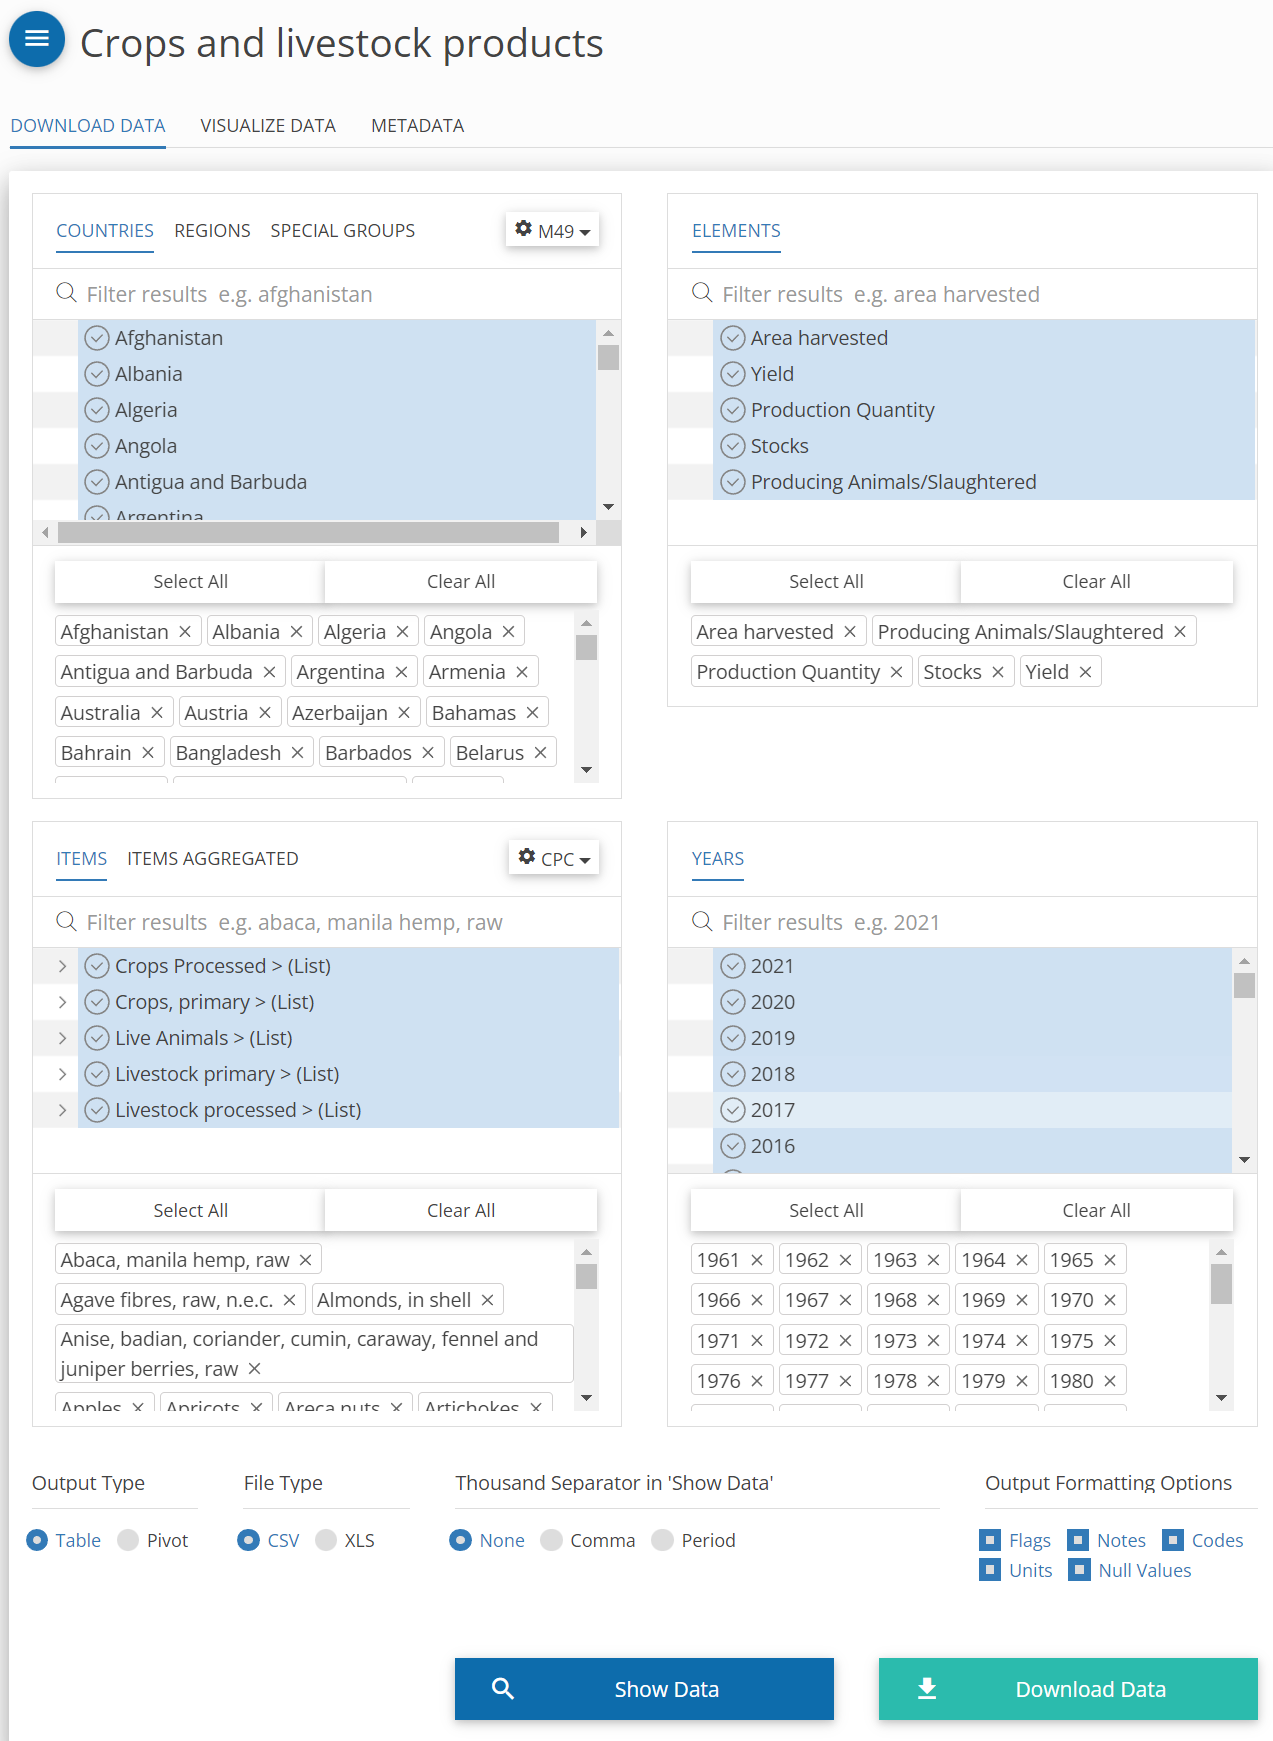 Crops and livestock products
DOWNLOAD DATA VISUALIZE DATA METADATA
COUNTRIES REGIONS SPECIAL GROUPS M49
Filter results e.g. afghanistan
Afghanistan
Albania
Algeria
Angola
Antigua and Barbuda
Argentina
Select All Clear All
Afghanistan × Albania × Algeria × Angola ×
Antigua and Barbuda × Argentina × Armenia ×
Australia × Austria × Azerbaijan × Bahamas ×
Bahrain × Bangladesh × Barbados × Belarus ×
ELEMENTS
Filter results e.g. area harvested
Area harvested
Yield
Production Quantity
Stocks
Producing Animals/Slaughtered
Select All Clear All
Area harvested × Producing Animals/Slaughtered ×
Production Quantity × Stocks × Yield ×
ITEMS ITEMS AGGREGATED CPC
Filter results e.g. abaca, manila hemp, raw
Crops Processed > (List)
Crops, primary > (List)
Live Animals > (List)
Livestock primary > (List)
Livestock processed > (List)
Select All Clear All
Abaca, manila hemp, raw ×
Agave fibres, raw, n.e.c. × Almonds, in shell ×
Anise, badian, coriander, cumin, caraway, fennel and
juniper berries, raw ×
Apples × Apricots × Areca nuts × Artichokes ×
YEARS
Filter results e.g. 2021
2021
2020
2019
2018
2017
2016
Select All Clear All
1961 × 1962 × 1963 × 1964 × 1965 ×
1966 × 1967 × 1968 × 1969 × 1970 ×
1971 × 1972 × 1973 × 1974 × 1975 ×
1976 × 1977 × 1978 × 1979 × 1980 ×
Output Type File Type Thousand Separator in 'Show Data' Output Formatting Options
Table Pivot CSV XLS None Comma Period Flags Notes Codes
Units Null Values
Show Data Download Data